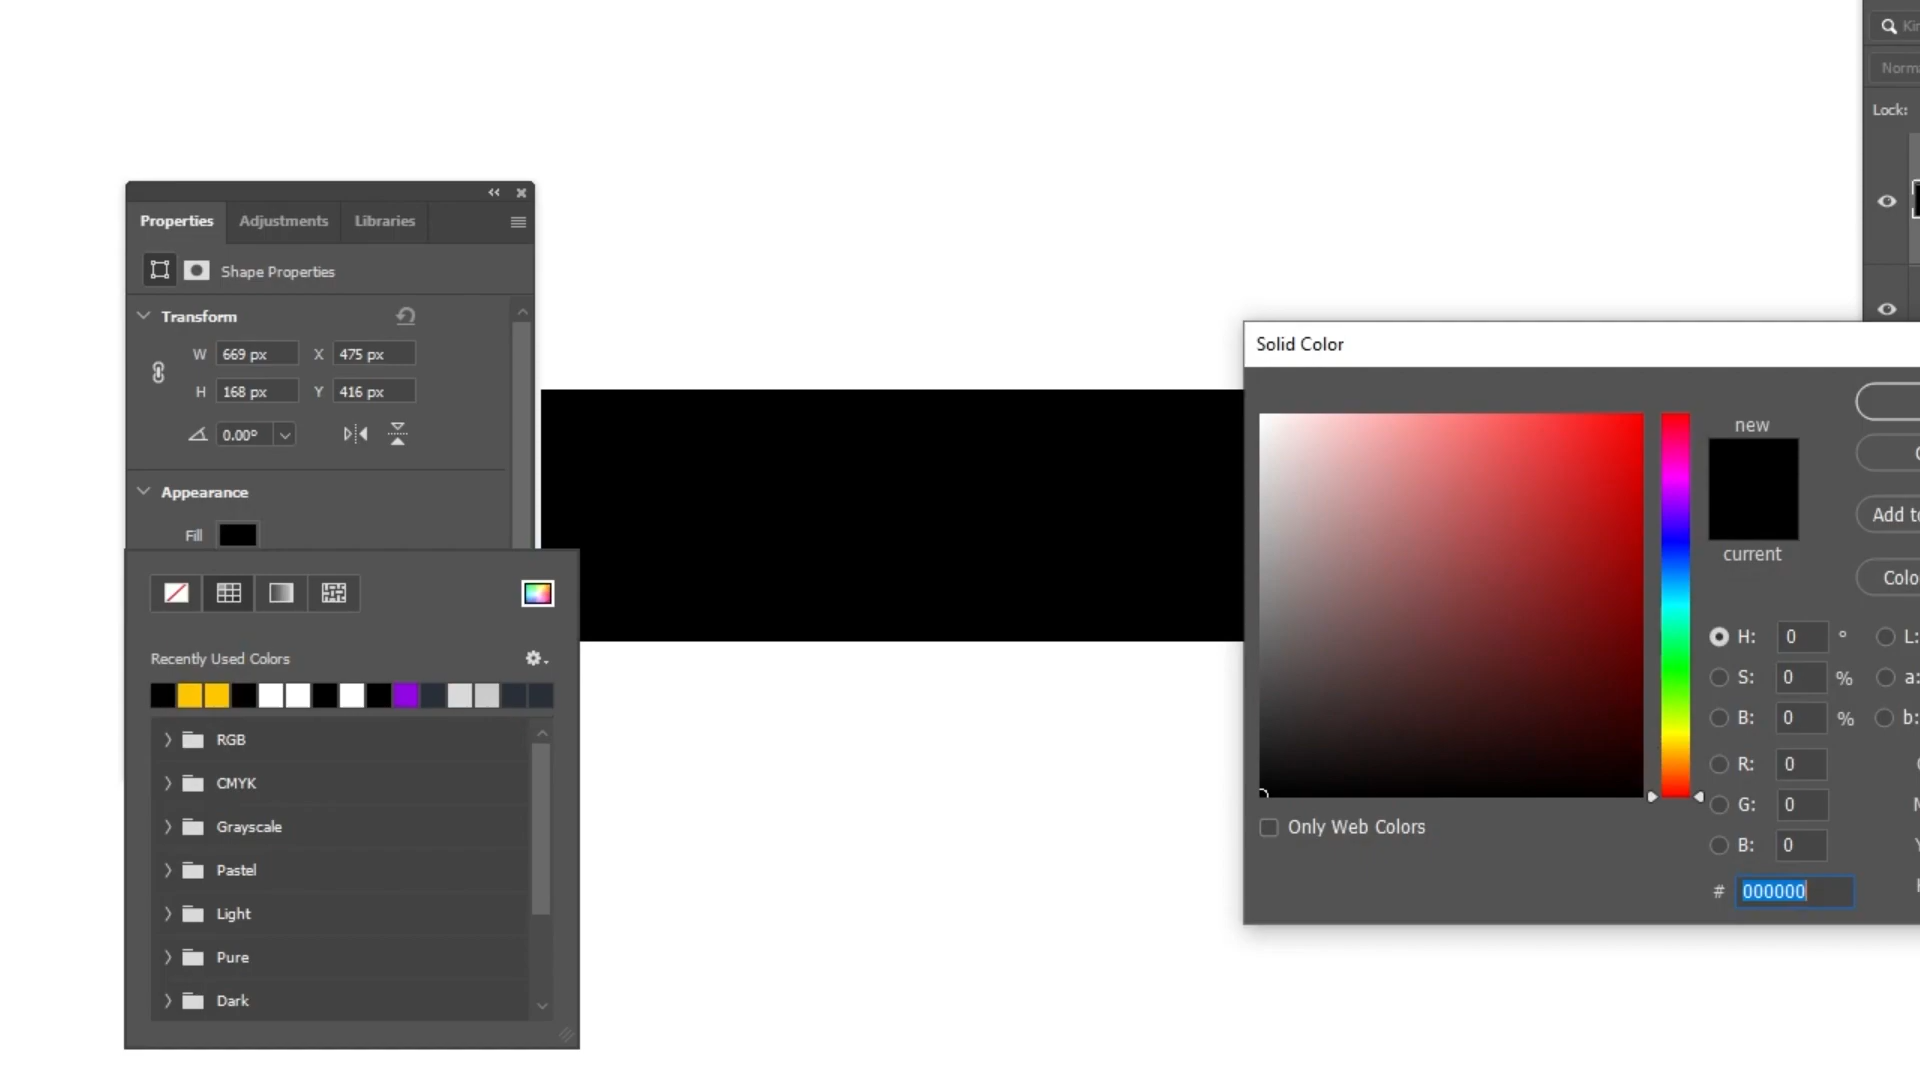 Properties Adjustments Libraries
Shape Properties
Transform
W 669 px X 475 px
H 168 px Y 416 px
0.00°
Appearance
Fill
Recently Used Colors
RGB
CMYK
Grayscale
Pastel
Light
Pure
Dark
Solid Color
new
current
Add to
H: 0 ° L:
S: 0 % a:
B: 0 % b:
R: 0
G: 0
B: 0
# 000000
Only Web Colors
Lock: